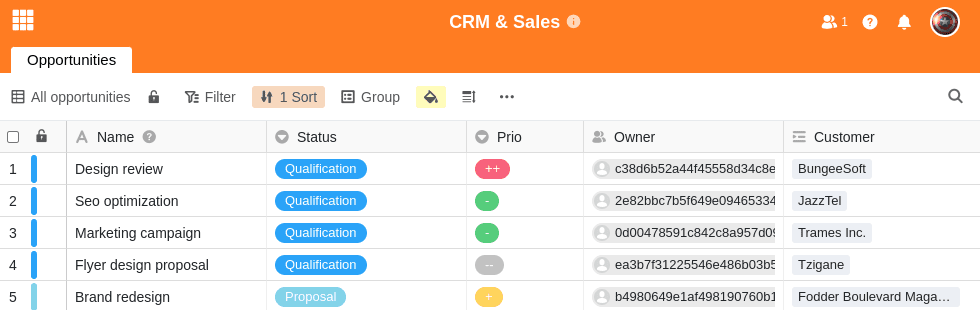 CRM & Sales
1
Opportunities
All opportunities Filter 1 Sort Group
Name Status Prio Owner Customer
1 Design review Qualification ++ c38d6b52a44f45558d34c8e BungeeSoft
2 Seo optimization Qualification - 2e82bbc7b5f649e09465334 JazzTel
3 Marketing campaign Qualification - 0d00478591c842c8a957d09 Trames Inc.
4 Flyer design proposal Qualification -- ea3b7f31225546e486b03b5 Tzigane
5 Brand redesign Proposal + b4980649e1af498190760b1 Fodder Boulevard Maga…